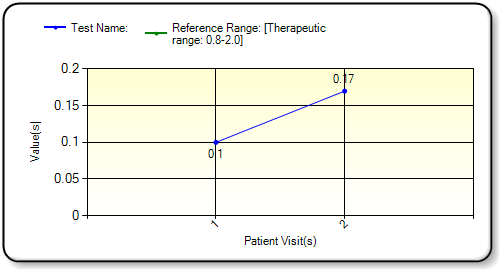 Test Name:
Reference Range: [Therapeutic
range: 0.8-2.0]
0.2
0.15
0.1
0.05
0
Value(s)
0.1
0.17
1
2
Patient Visit(s)